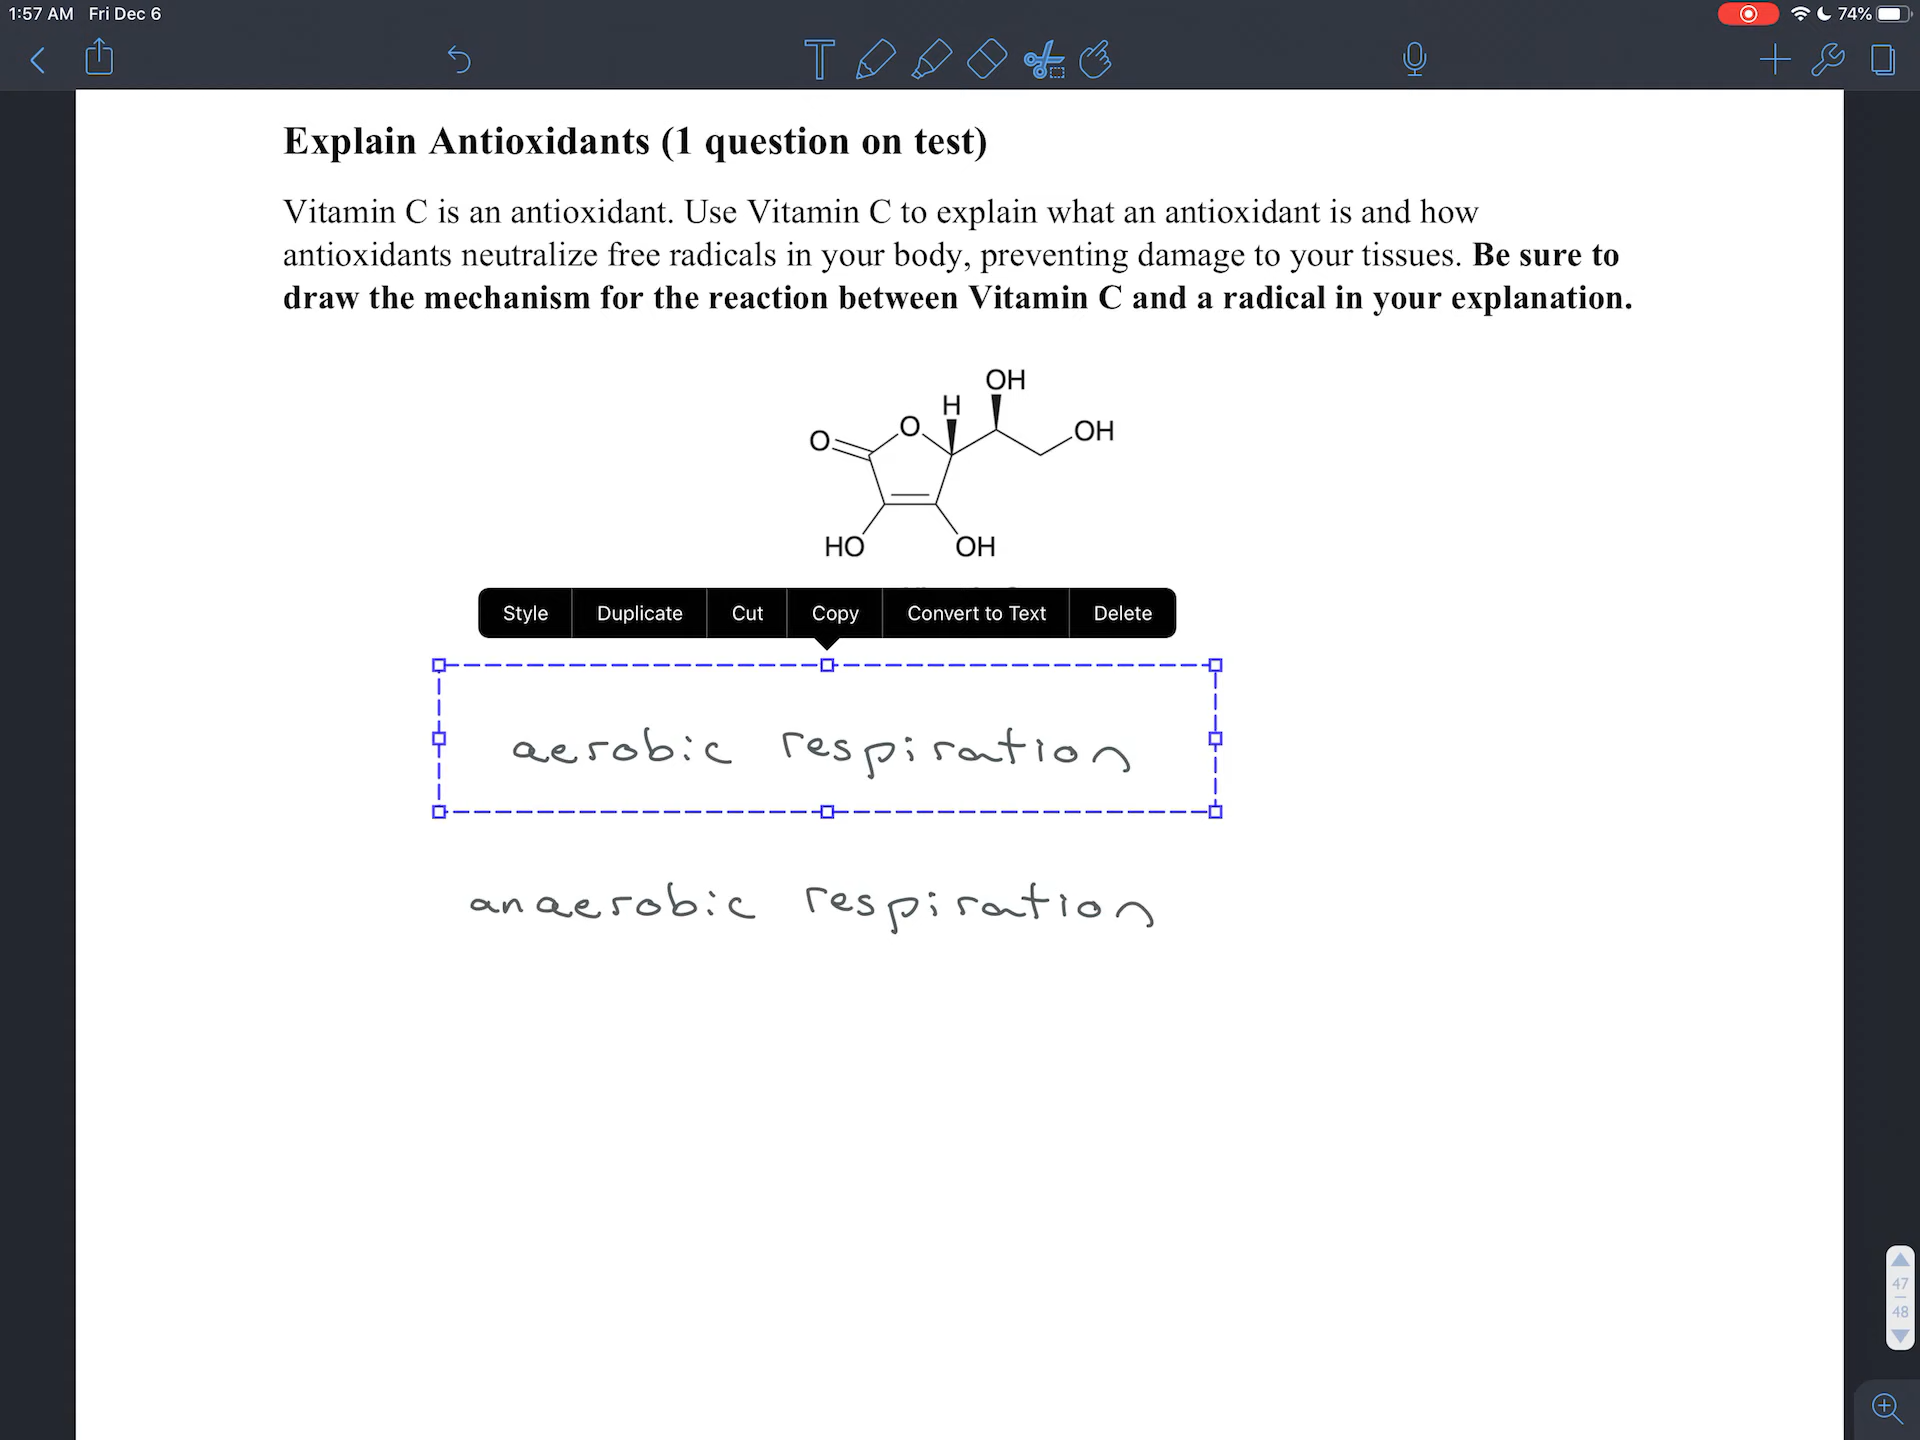 1:57 AM Fri Dec 6 74%
T
Explain Antioxidants (1 question on test)
Vitamin C is an antioxidant. Use Vitamin C to explain what an antioxidant is and how
antioxidants neutralize free radicals in your body, preventing damage to your tissues. Be sure to
draw the mechanism for the reaction between Vitamin C and a radical in your explanation.
OH
H
O
O
OH
HO
OH
Style Duplicate Cut Copy Convert to Text Delete
aerobic respiration
anaerobic respiration
47
48